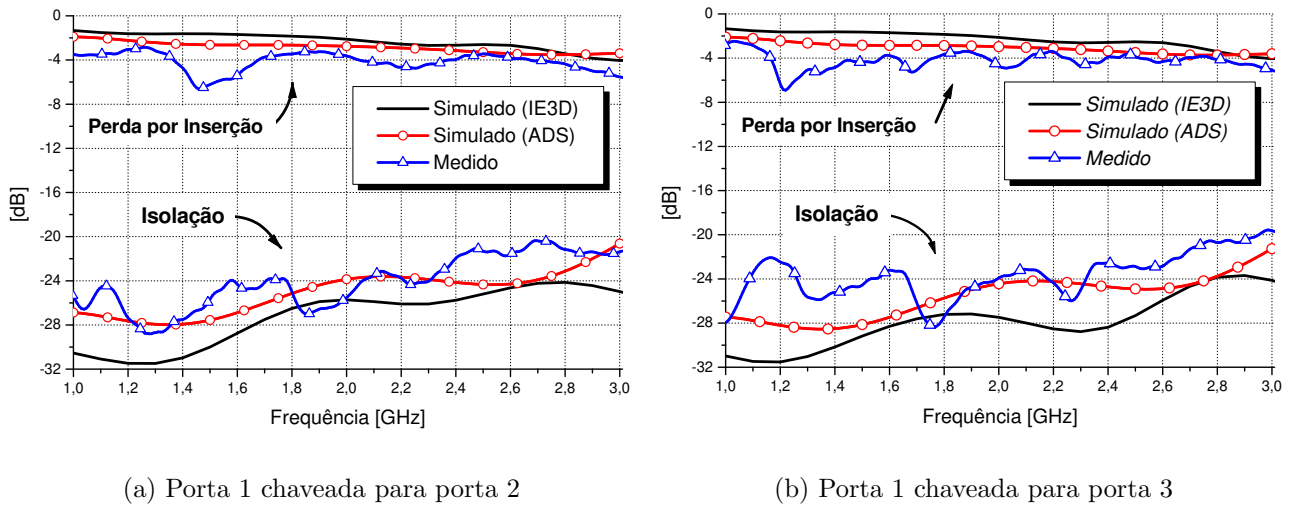 0
-4
-8
-12
-16
-20
-24
-28
-32
[dB]
Perda por Inserção
Simulado (IE3D)
Simulado (ADS)
Medido
Isolação
1,0 1,2 1,4 1,6 1,8 2,0 2,2 2,4 2,6 2,8 3,0
Frequência [GHz]
(a) Porta 1 chaveada para porta 2
0
-4
-8
-12
-16
-20
-24
-28
-32
[dB]
Perda por Inserção
Simulado (IE3D)
Simulado (ADS)
Medido
Isolação
1,0 1,2 1,4 1,6 1,8 2,0 2,2 2,4 2,6 2,8 3,0
Frequência [GHz]
(b) Porta 1 chaveada para porta 3